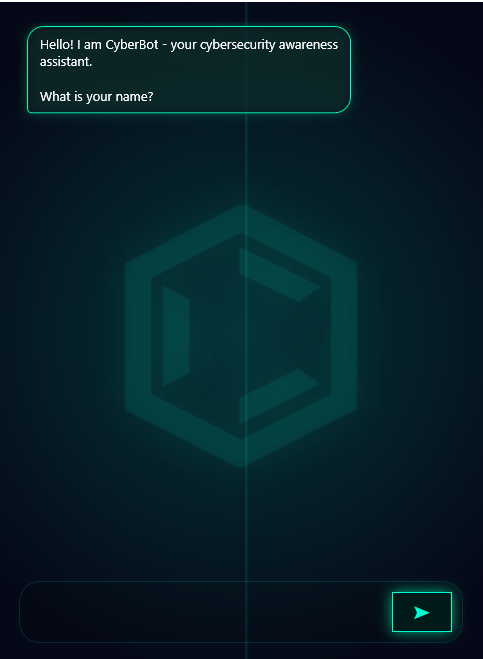 Hello! I am CyberBot - your cybersecurity awareness
assistant.
What is your name?